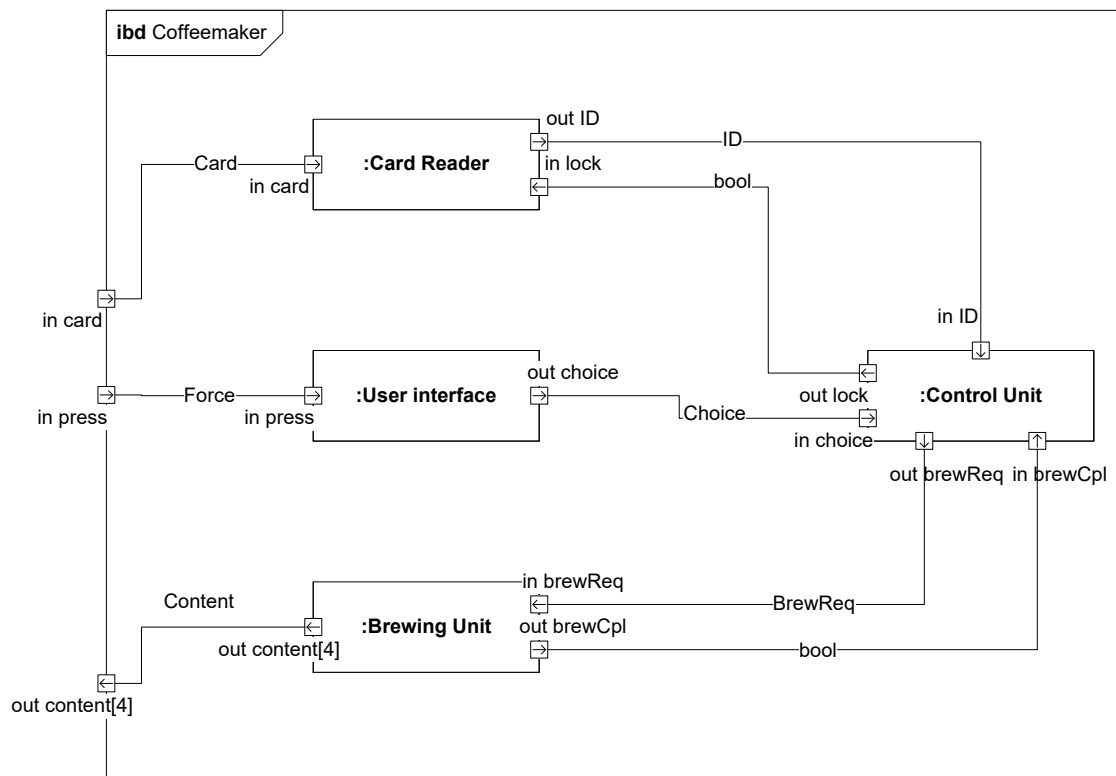 ibd Coffeemaker
out ID
:Card Reader
Card
ID
in card
in lock
bool
in card
in ID
in press
Force
in press
:User interface
out choice
Choice
out lock
in choice
:Control Unit
out brewReq
in brewCpl
in brewReq
BrewReq
Content
:Brewing Unit
out brewCpl
out content[4]
bool
out content[4]